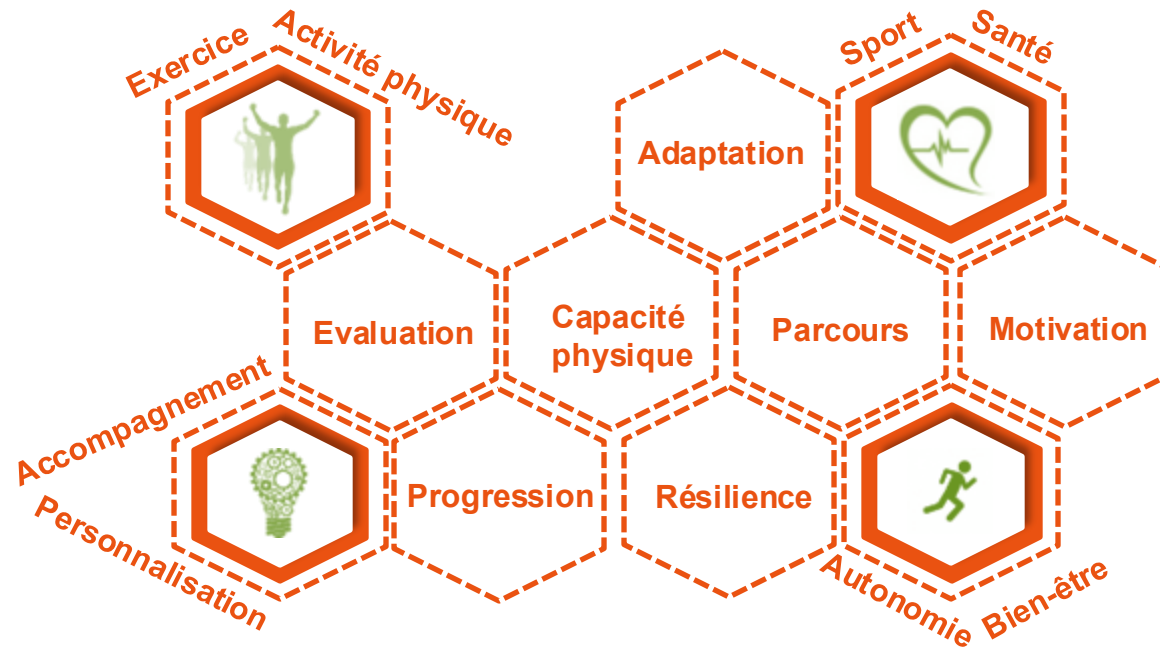 Exercice
Activité physique
Sport
Santé
Adaptation
Evaluation
Capacité
physique
Parcours
Motivation
Accompagnement
Personnalisation
Progression
Résilience
Autonomie
Bien-être